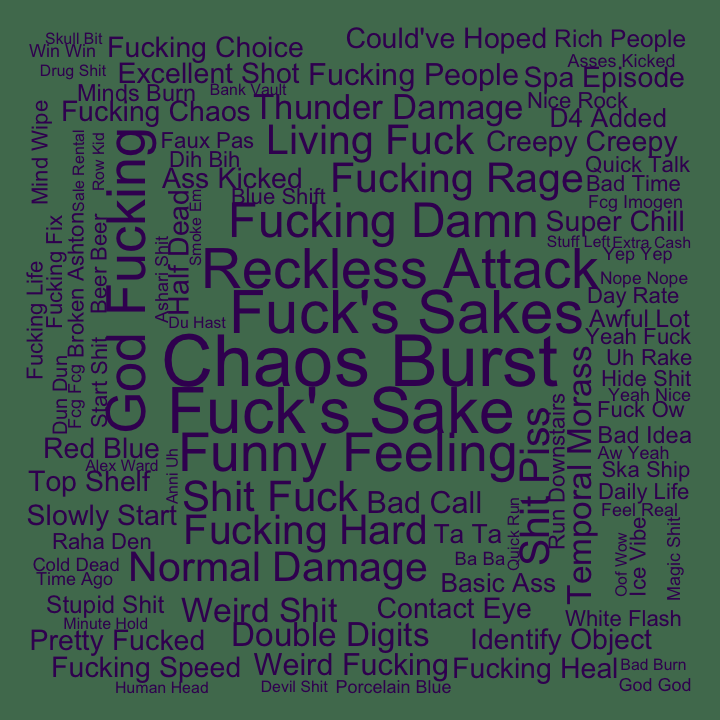 Skull Bit
Win Win
Fucking Choice
Could've Hoped
Rich People
Drug Shit
Excellent Shot
Fucking People
Asses Kicked
Spa Episode
Minds Burn
Bank Vault
Nice Rock
Fucking Chaos
Thunder Damage
D4 Added
Mind Wipe
Sale Rental
Row Kid
God Fucking
Faux Pas
Living Fuck
Creepy Creepy
Dih Bih
Quick Talk
Ass Kicked
Fucking Rage
Bad Time
Blue Shift
Fcg Imogen
Half Dead
Smoke Em
Fucking Damn
Super Chill
Stuff Left
Extra Cash
Fucking Fix
Broken Ashton
Beer Beer
Ashari Shit
Reckless Attack
Yep Yep
Nope Nope
Fucking Life
Day Rate
Du Hast
Fuck's Sakes
Awful Lot
Yeah Fuck
Dun Dun
Fcg Fcg
Start Shit
Chaos Burst
Uh Rake
Hide Shit
Yeah Nice
Fuck's Sake
Temporal Morass
Fuck Ow
Shit Piss
Run Downstairs
Bad Idea
Red Blue
Funny Feeling
Aw Yeah
Alex Ward
Anni Uh
Ska Ship
Top Shelf
Shit Fuck
Bad Call
Daily Life
Feel Real
Slowly Start
Fucking Hard
Ta Ta
Quick Run
Raha Den
Oof Wow
Ice Vibe
Magic Shit
Cold Dead
Normal Damage
Ba Ba
Time Ago
Basic Ass
Stupid Shit
Weird Shit
Contact Eye
White Flash
Minute Hold
Pretty Fucked
Double Digits
Identify Object
Fucking Speed
Weird Fucking
Fucking Heal
Bad Burn
Human Head
Devil Shit
Porcelain Blue
God God